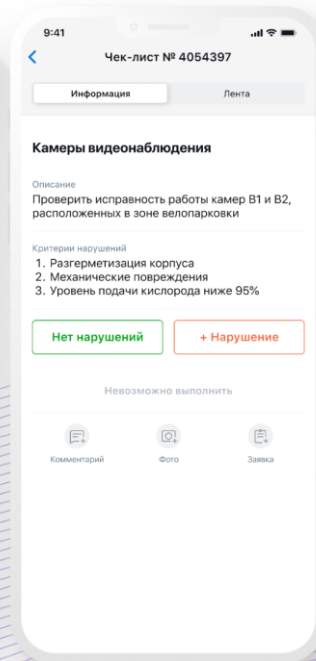 9:41
Чек-лист № 4054397
Информация
Лента
Камеры видеонаблюдения
Описание
Проверить исправность работы камер В1 и В2,
расположенных в зоне велопарковки
Критерии нарушений
1. Разгерметизация корпуса
2. Механические повреждения
3. Уровень подачи кислорода ниже 95%
Нет нарушений
+ Нарушение
Невозможно выполнить
Комментарий
Фото
Заявка